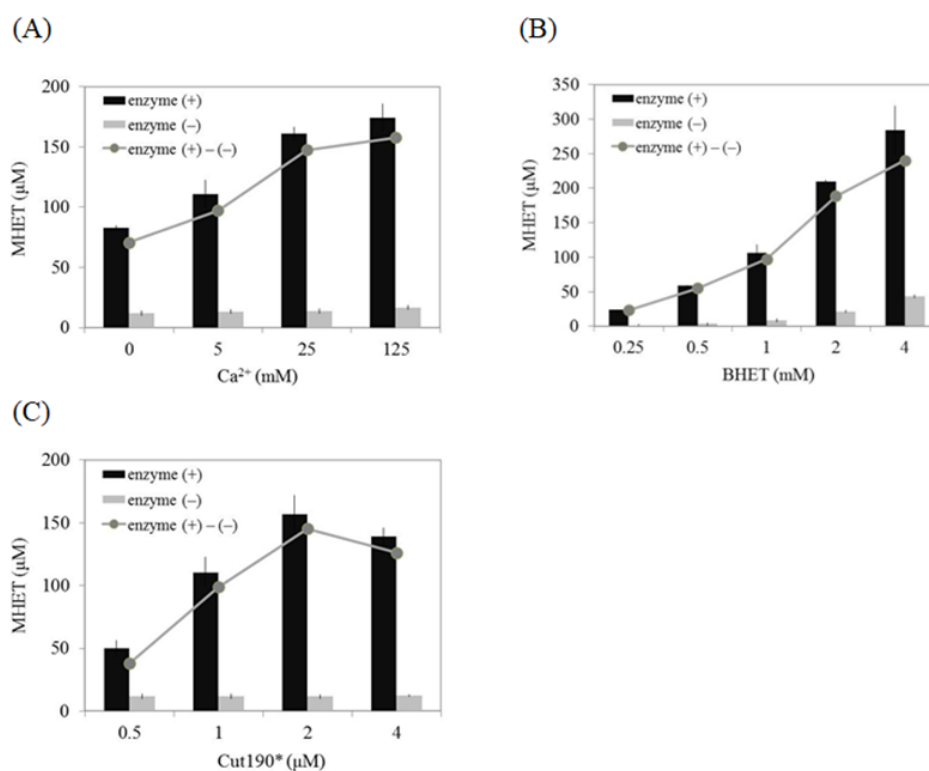 (A)
200
150
100
50
0
MHET (μM)
enzyme (+)
enzyme (–)
enzyme (+) – (–)
0 5 25 125
Ca²⁺ (mM)
(B)
350
300
250
200
150
100
50
0
MHET (μM)
enzyme (+)
enzyme (–)
enzyme (+) – (–)
0.25 0.5 1 2 4
BHET (mM)
(C)
200
150
100
50
0
MHET (μM)
enzyme (+)
enzyme (–)
enzyme (+) – (–)
0.5 1 2 4
Cut190* (μM)